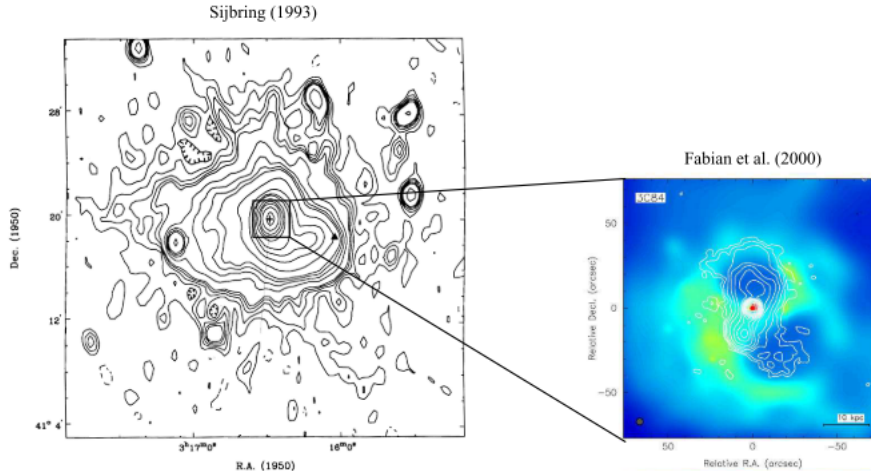 Sijbring (1993)
28'
20'
12'
41° 4'
Dec. (1950)
3ʰ17ᵐ0ˢ
16ᵐ0ˢ
R.A. (1950)
Fabian et al. (2000)
3C84
Relative Decl. (arcsec)
50
0
−50
10 kpc
50
0
−50
Relative R.A. (arcsec)